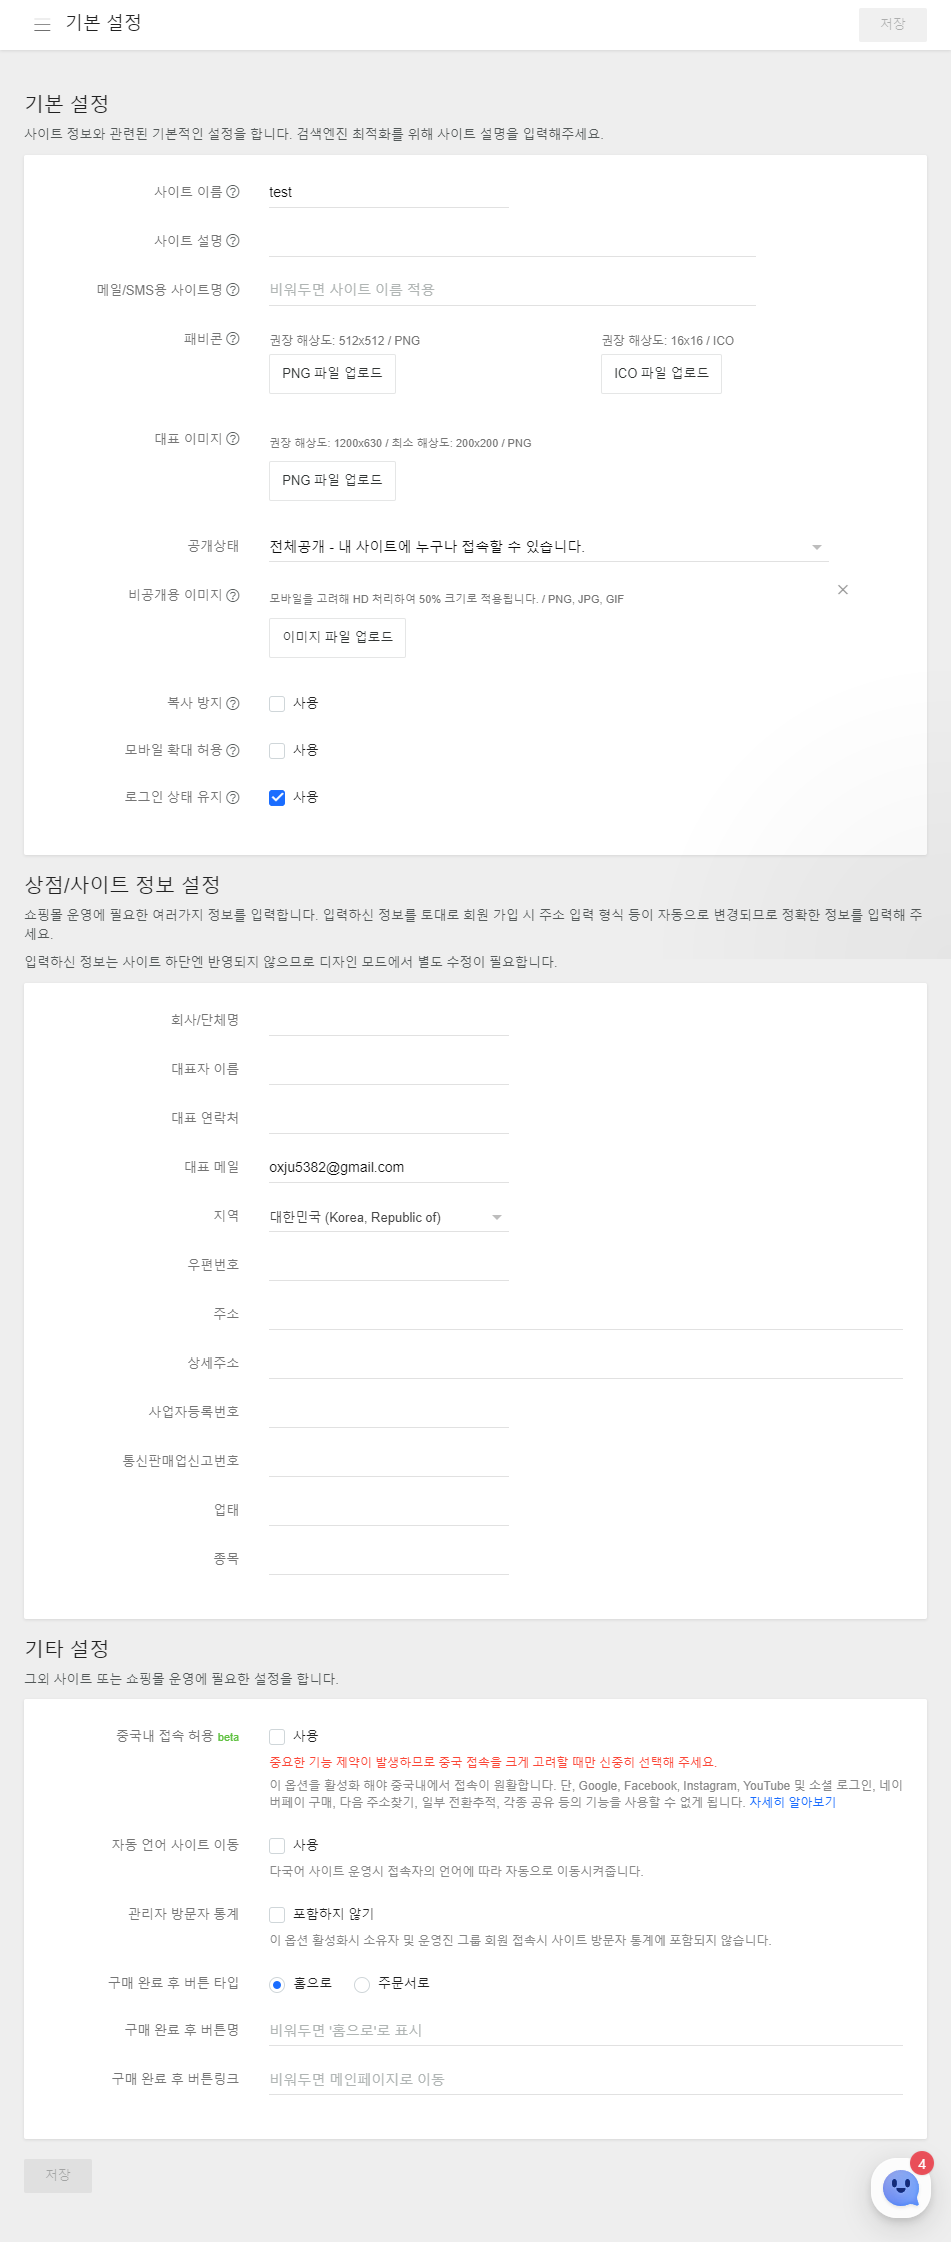 기본 설정
저장
기본 설정
사이트 정보와 관련된 기본적인 설정을 합니다. 검색엔진 최적화를 위해 사이트 설명을 입력해주세요.
사이트 이름
test
사이트 설명
메일/SMS용 사이트명
비워두면 사이트 이름 적용
패비콘
권장 해상도: 512x512 / PNG
권장 해상도: 16x16 / ICO
PNG 파일 업로드
ICO 파일 업로드
대표 이미지
권장 해상도: 1200x630 / 최소 해상도: 200x200 / PNG
PNG 파일 업로드
공개상태
전체공개 - 내 사이트에 누구나 접속할 수 있습니다.
비공개용 이미지
모바일을 고려해 HD 처리하여 50% 크기로 적용됩니다. / PNG, JPG, GIF
이미지 파일 업로드
복사 방지
사용
모바일 확대 허용
사용
로그인 상태 유지
사용
상점/사이트 정보 설정
쇼핑몰 운영에 필요한 여러가지 정보를 입력합니다. 입력하신 정보를 토대로 회원 가입 시 주소 입력 형식 등이 자동으로 변경되므로 정확한 정보를 입력해 주
세요.
입력하신 정보는 사이트 하단엔 반영되지 않으므로 디자인 모드에서 별도 수정이 필요합니다.
회사/단체명
대표자 이름
대표 연락처
대표 메일
oxju5382@gmail.com
지역
대한민국 (Korea, Republic of)
우편번호
주소
상세주소
사업자등록번호
통신판매업신고번호
업태
종목
기타 설정
그외 사이트 또는 쇼핑몰 운영에 필요한 설정을 합니다.
중국내 접속 허용 beta
사용
중요한 기능 제약이 발생하므로 중국 접속을 크게 고려할 때만 신중히 선택해 주세요.
이 옵션을 활성화 해야 중국내에서 접속이 원활합니다. 단, Google, Facebook, Instagram, YouTube 및 소셜 로그인, 네이
버페이 구매, 다음 주소찾기, 일부 전환추적, 각종 공유 등의 기능을 사용할 수 없게 됩니다. 자세히 알아보기
자동 언어 사이트 이동
사용
다국어 사이트 운영시 접속자의 언어에 따라 자동으로 이동시켜줍니다.
관리자 방문자 통계
포함하지 않기
이 옵션 활성화시 소유자 및 운영진 그룹 회원 접속시 사이트 방문자 통계에 포함되지 않습니다.
구매 완료 후 버튼 타입
홈으로
주문서로
구매 완료 후 버튼명
비워두면 '홈으로'로 표시
구매 완료 후 버튼링크
비워두면 메인페이지로 이동
저장
4